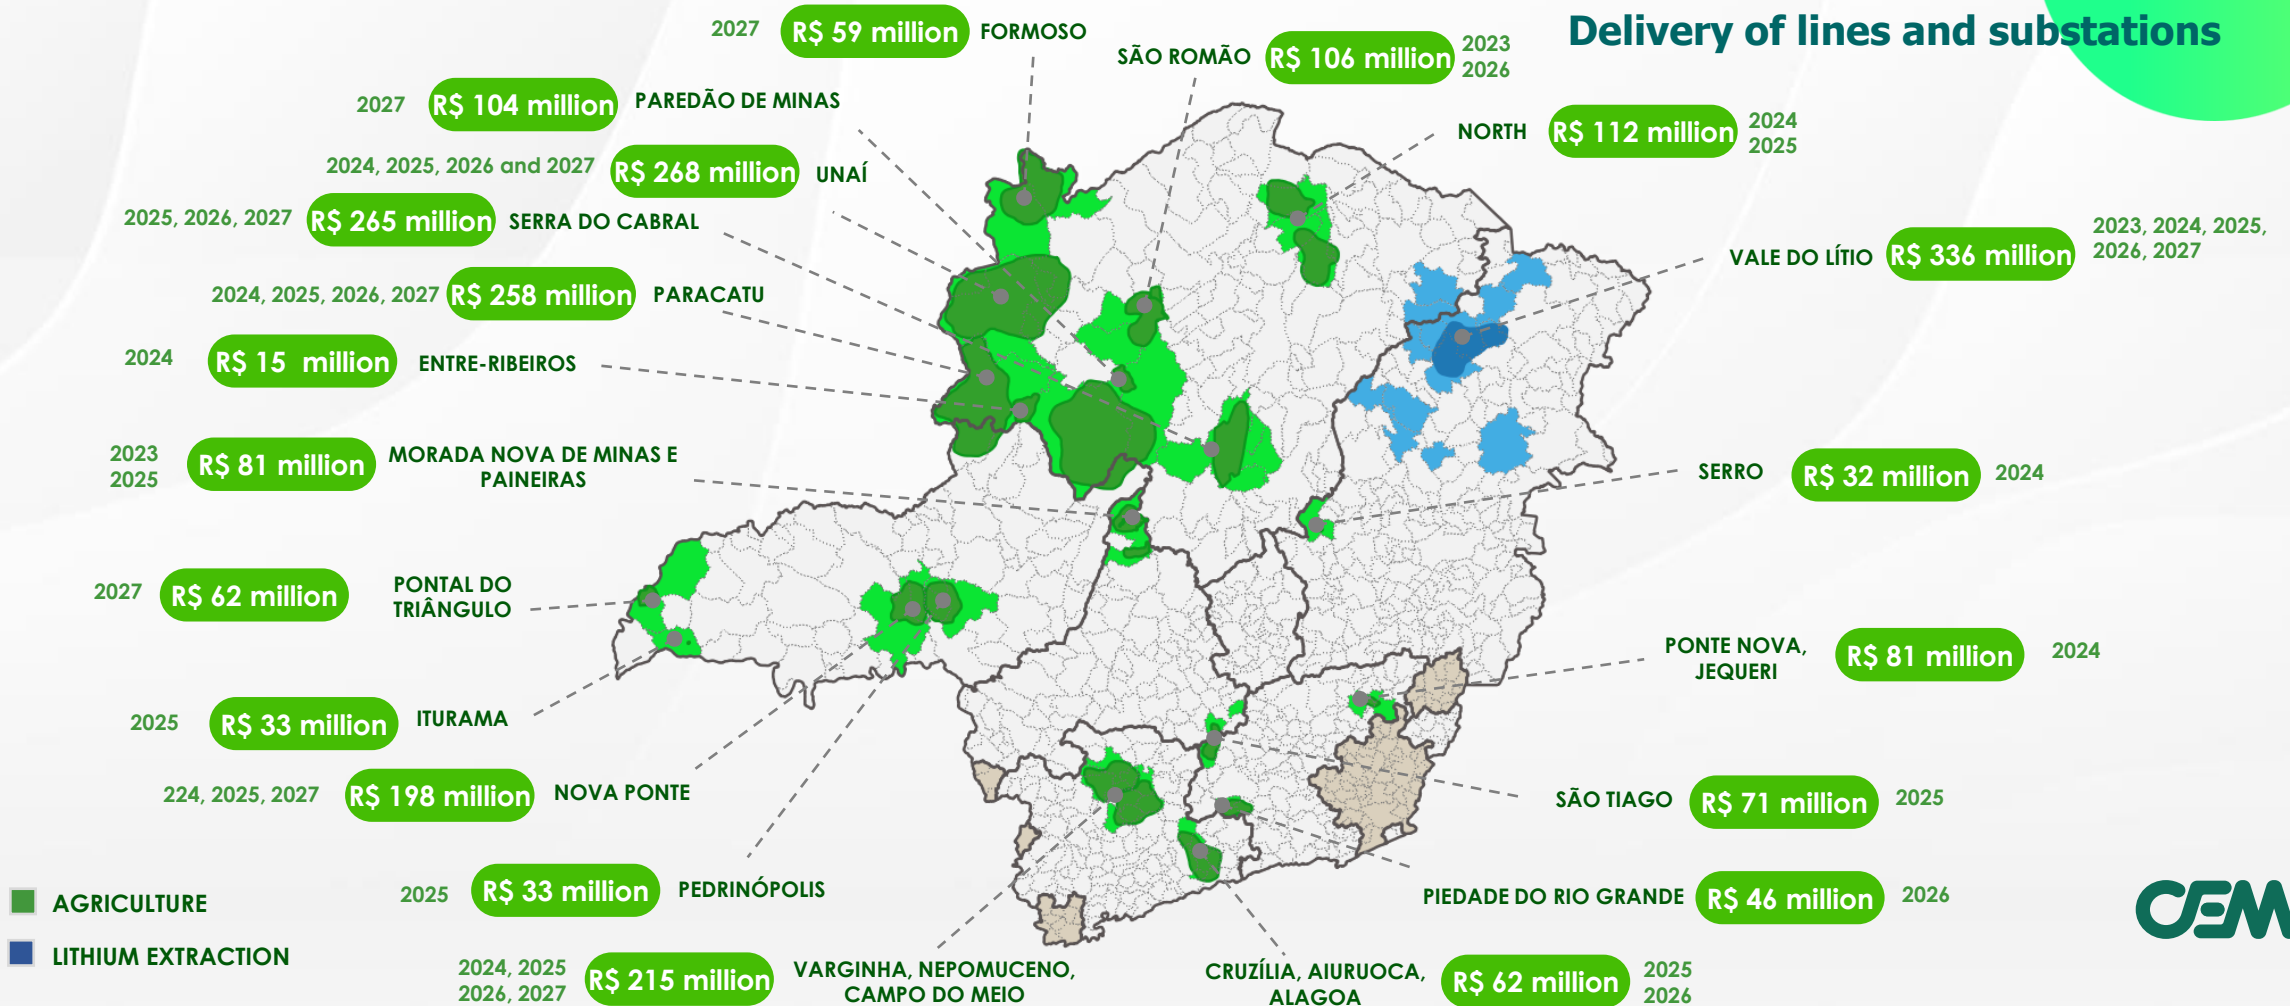 Delivery of lines and substations
2027 R$ 59 million FORMOSO
SÃO ROMÃO R$ 106 million 2023
2026
2027 R$ 104 million PAREDÃO DE MINAS
NORTH R$ 112 million 2024
2025
2024, 2025, 2026 and 2027 R$ 268 million UNAÍ
2025, 2026, 2027 R$ 265 million SERRA DO CABRAL
VALE DO LÍTIO R$ 336 million 2023, 2024, 2025,
2026, 2027
2024, 2025, 2026, 2027 R$ 258 million PARACATU
2024 R$ 15 million ENTRE-RIBEIROS
2023
2025
R$ 81 million MORADA NOVA DE MINAS E
PAINEIRAS
SERRO R$ 32 million 2024
2027 R$ 62 million PONTAL DO
TRIÂNGULO
PONTE NOVA,
JEQUERI
R$ 81 million 2024
2025 R$ 33 million ITURAMA
224, 2025, 2027 R$ 198 million NOVA PONTE
SÃO TIAGO R$ 71 million 2025
2025 R$ 33 million PEDRINÓPOLIS
PIEDADE DO RIO GRANDE R$ 46 million 2026
AGRICULTURE
LITHIUM EXTRACTION
2024, 2025
2026, 2027
R$ 215 million VARGINHA, NEPOMUCENO,
CAMPO DO MEIO
CRUZÍLIA, AIURUOCA,
ALAGOA
R$ 62 million 2025
2026
CEM